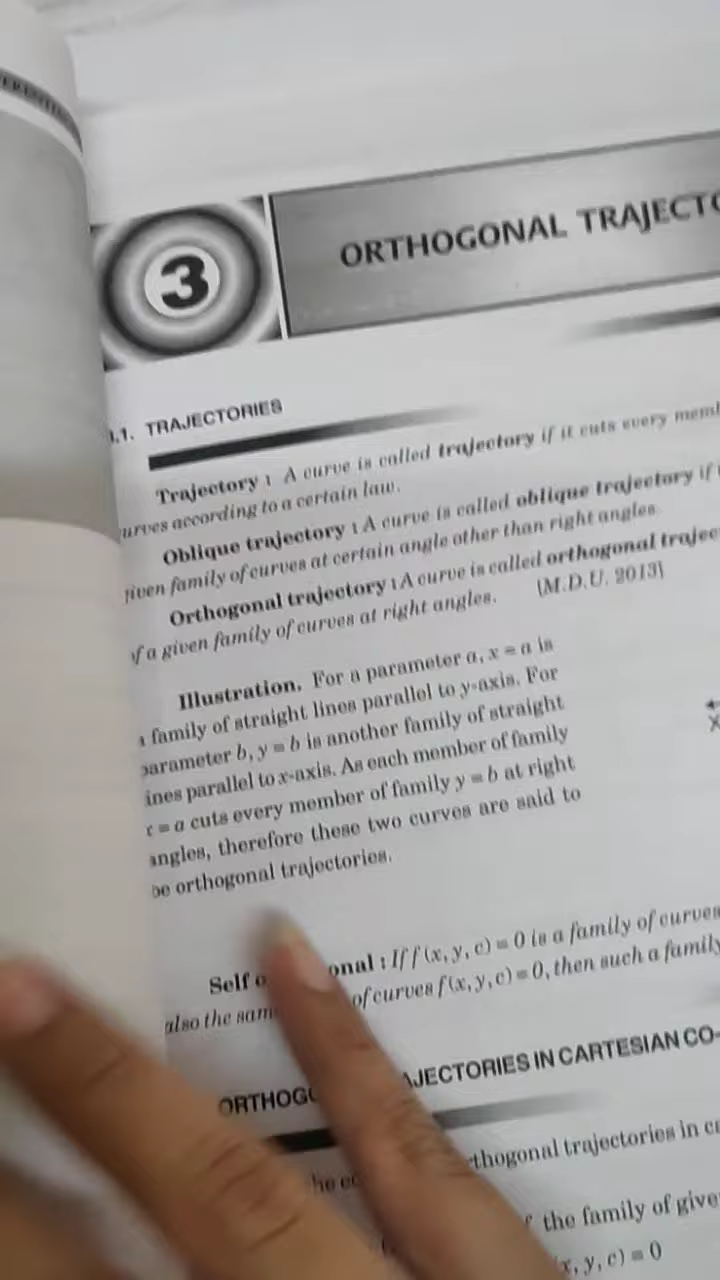 3
ORTHOGONAL
TRAJECTORIES
Trajectory : A curve is called trajectory if it cuts every
urves according to a certain law.
Oblique trajectory : A curve is called oblique trajectory if
given family of curves at certain angle other than right angles.
Orthogonal trajectory : A curve is called orthogonal
of a given family of curves at right angles. [M.D.U. 2013]
Illustration. For a parameter a, x = a is
a family of straight lines parallel to y-axis. For
parameter b, y = b is another family of straight
ines parallel to x-axis. As each member of family
x = a cuts every member of family y = b at right
angles, therefore these two curves are said to
be orthogonal trajectories.
Self onal : If f (x, y, c) = 0 is a family of curves
also the sam of curves f(x, y, c) = 0, then such a family
ORTHOG AJECTORIES IN CARTESIAN CO-
thogonal trajectories in
the family of
(x, y, c) = 0